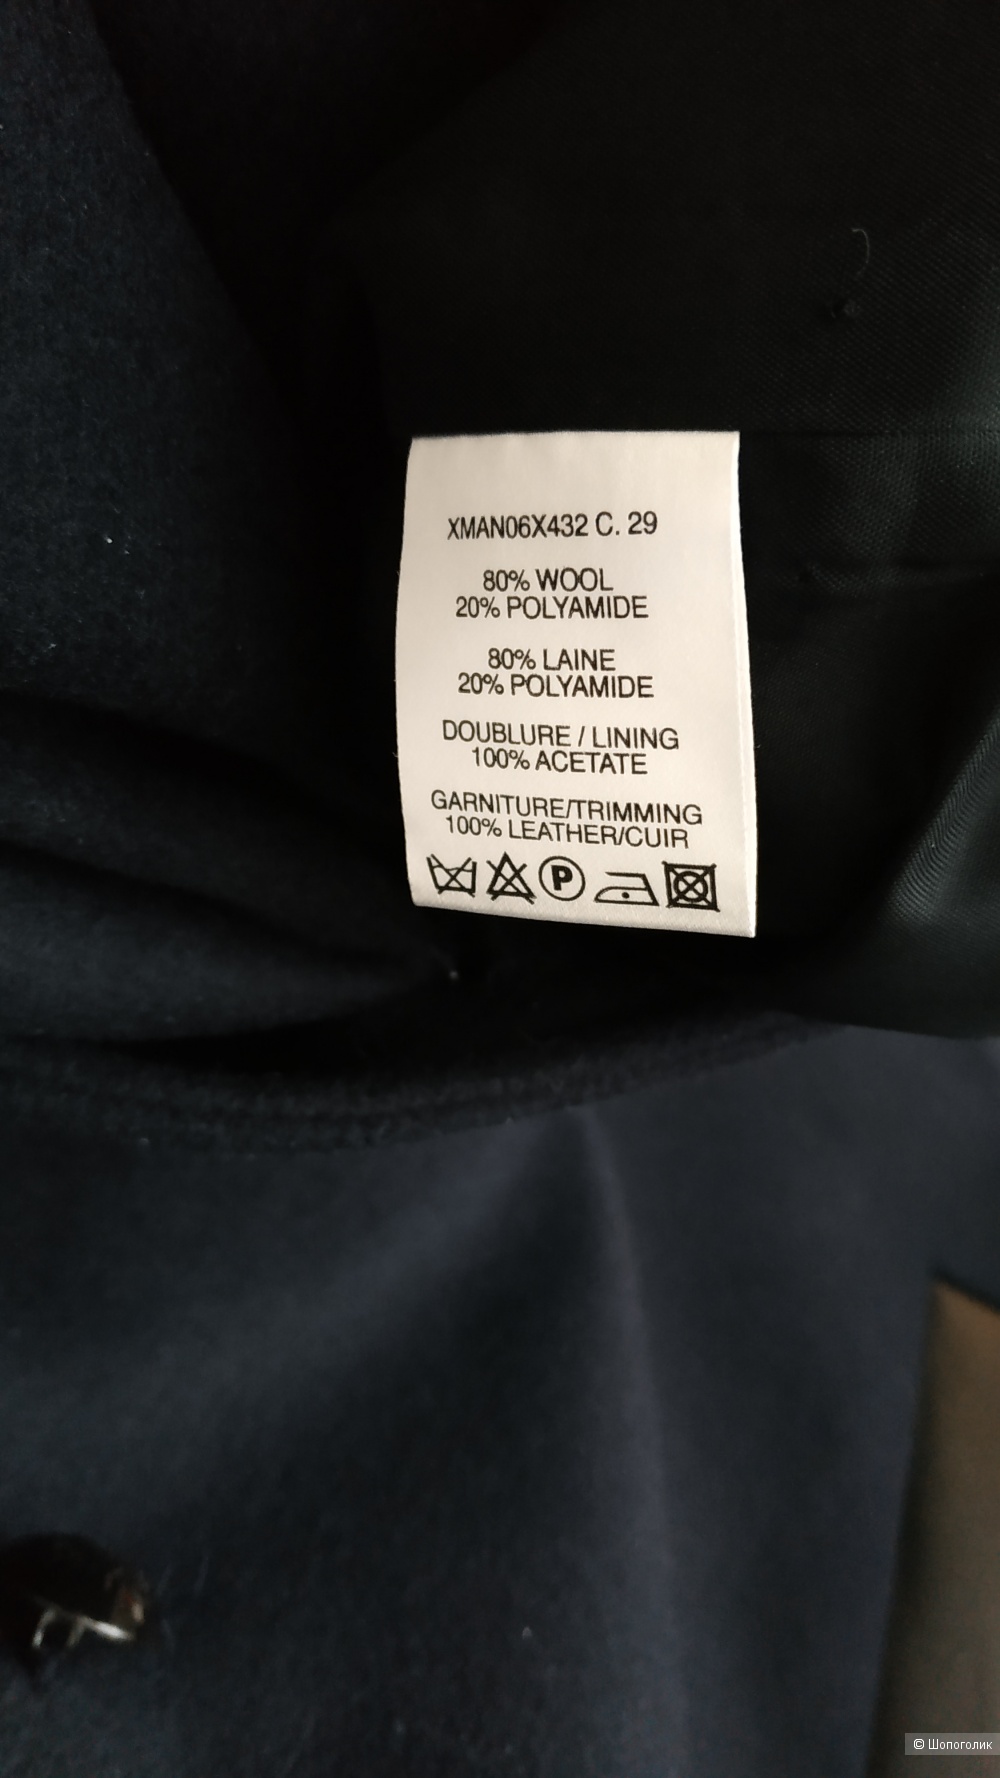 XMAN06X432 C. 29
80% WOOL
20% POLYAMIDE
80% LAINE
20% POLYAMIDE
DOUBLURE / LINING
100% ACETATE
GARNITURE/TRIMMING
100% LEATHER/CUIR
P
© Шопоголик